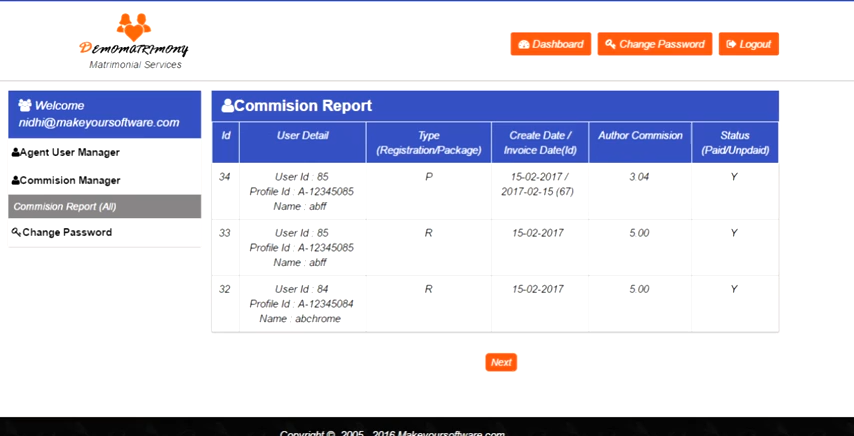 DEMOMATRIMONY
Matrimonial Services
Dashboard
Change Password
Logout
Welcome
nidhi@makeyoursoftware.com
Agent User Manager
Commision Manager
Commision Report (All)
Change Password
Commision Report
Id User Detail Type (Registration/Package) Create Date / Invoice Date(Id) Author Commision Status (Paid/Unpdaid)
34 User Id : 85 P 15-02-2017 / 3.04 Y
Profile Id : A-12345085 2017-02-15 (67)
Name : abff
33 User Id : 85 R 15-02-2017 5.00 Y
Profile Id : A-12345085
Name : abff
32 User Id : 84 R 15-02-2017 5.00 Y
Profile Id : A-12345084
Name : abchrome
Next
Copyright © 2005 - 2016 Makeyoursoftware.com